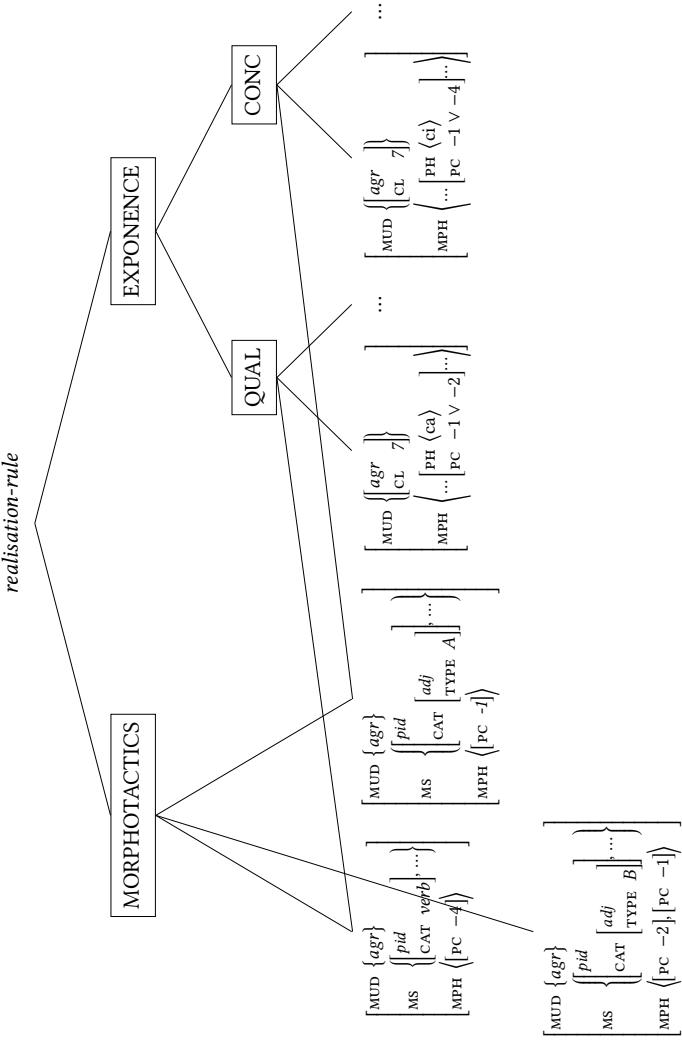 realisation-rule
MORPHOTACTICS
EXPONENCE
QUAL
CONC
MUD {agr}
MS {[pid
CAT verb], …}
MPH ⟨[PC −4]⟩
MUD {agr}
MS {[pid
CAT [adj
TYPE A]], …}
MPH ⟨[PC -1]⟩
MUD {[agr
CL 7]}
MPH ⟨… [PH ⟨ca⟩
PC −1 ∨ −2] …⟩
…
MUD {[agr
CL 7]}
MPH ⟨… [PH ⟨ci⟩
PC −1 ∨ −4] …⟩
…
MUD {agr}
MS {[pid
CAT [adj
TYPE B]], …}
MPH ⟨[PC −2], [PC −1]⟩